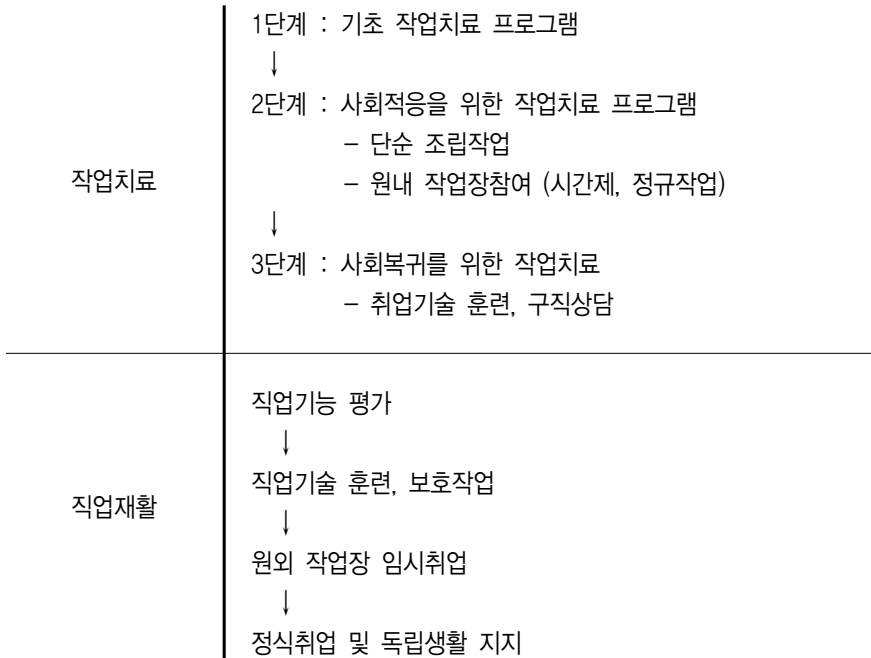 1단계 : 기초 작업치료 프로그램
↓
2단계 : 사회적응을 위한 작업치료 프로그램
- 단순 조립작업
작업치료
- 원내 작업장참여 (시간제, 정규작업)
↓
3단계 : 사회복귀를 위한 작업치료
- 취업기술 훈련, 구직상담
직업기능 평가
↓
직업기술 훈련, 보호작업
직업재활
↓
원외 작업장 임시취업
↓
정식취업 및 독립생활 지지